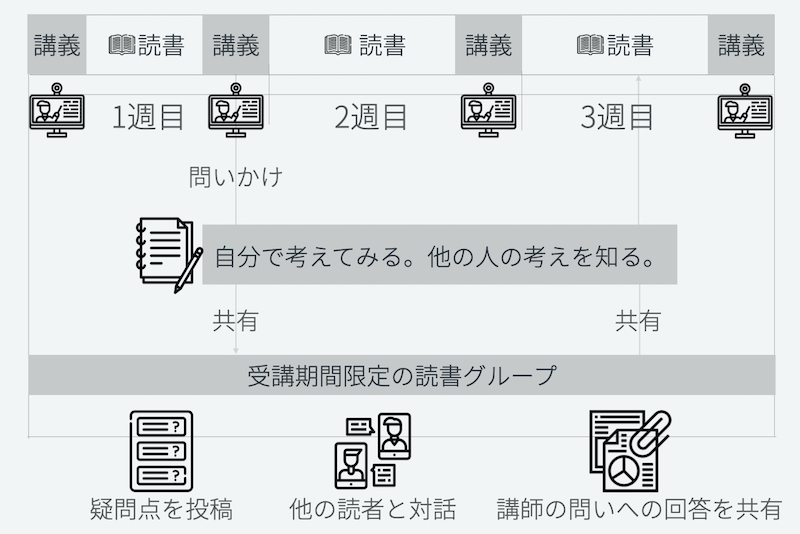 講義 読書 講義 読書 講義 読書 講義
1週目 2週目 3週目
問いかけ
自分で考えてみる。他の人の考えを知る。
共有 共有
受講期間限定の読書グループ
? 
?
?
疑問点を投稿 他の読者と対話 講師の問いへの回答を共有